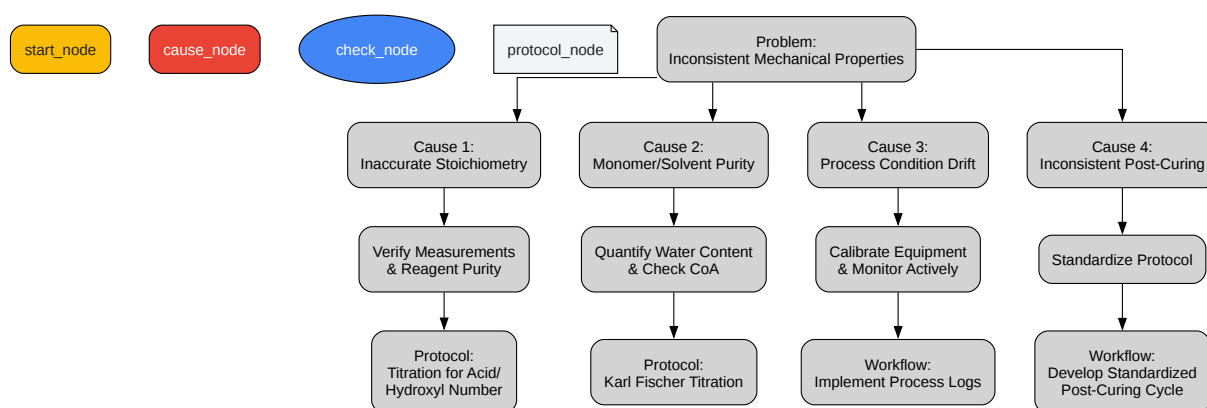 start_node
cause_node
check_node
protocol_node
Problem:
Inconsistent Mechanical Properties
Cause 1:
Inaccurate Stoichiometry
Cause 2:
Monomer/Solvent Purity
Cause 3:
Process Condition Drift
Cause 4:
Inconsistent Post-Curing
Verify Measurements
& Reagent Purity
Quantify Water Content
& Check CoA
Calibrate Equipment
& Monitor Actively
Standardize Protocol
Protocol:
Titration for Acid/
Hydroxyl Number
Protocol:
Karl Fischer Titration
Workflow:
Implement Process Logs
Workflow:
Develop Standardized
Post-Curing Cycle